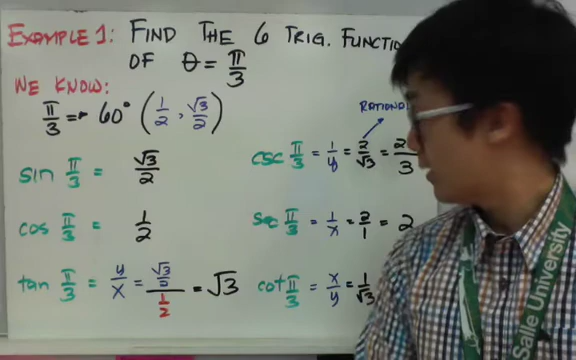 EXAMPLE 1: FIND THE 6 TRIG. FUNCTIO
OF θ = π/3
WE KNOW:
π/3 = 60° (1/2, √3/2)
RATIONAL
sin π/3 = √3/2
csc π/3 = 1/y = 2/√3 = 2/3
cos π/3 = 1/2
sec π/3 = 1/x = 2/1 = 2
tan π/3 = y/x = (√3/2)/(1/2) = √3
cot π/3 = x/y = 1/√3
Salle University